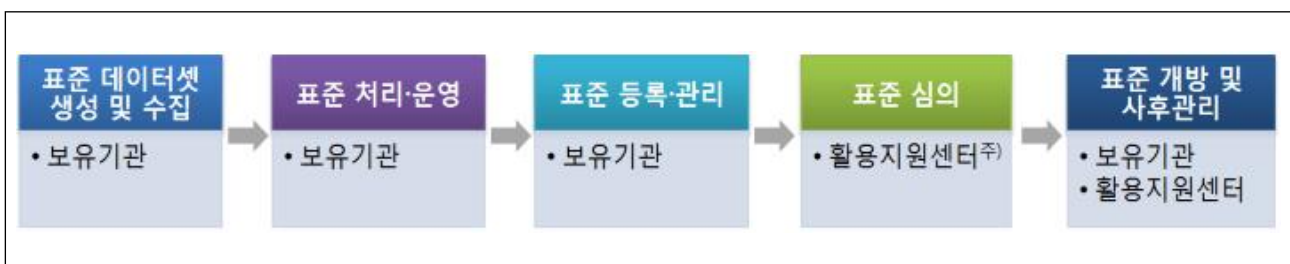 표준 데이터셋
생성 및 수집
• 보유기관
표준 처리·운영
• 보유기관
표준 등록·관리
• 보유기관
표준 심의
• 활용지원센터주)
표준 개방 및
사후관리
• 보유기관
• 활용지원센터